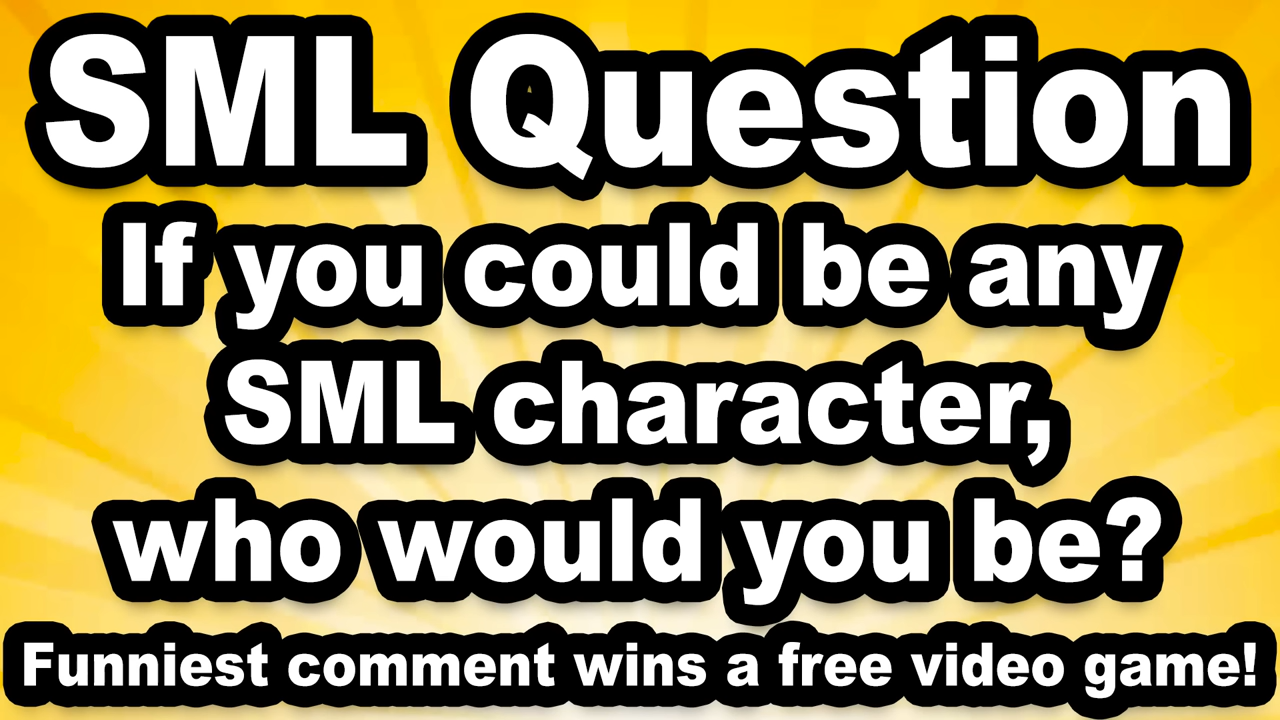 SML Question
If you could be any
SML character,
who would you be?
Funniest comment wins a free video game!